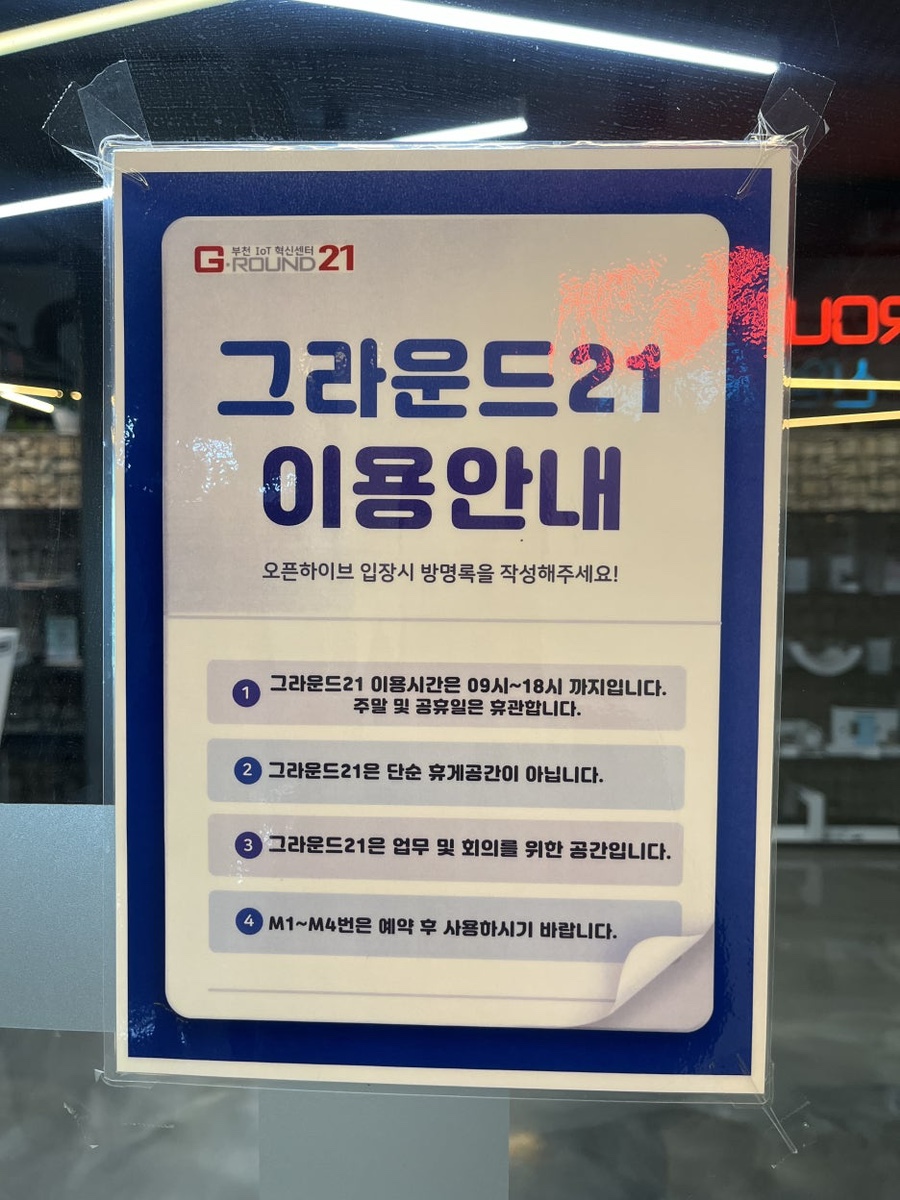 부천 IoT 혁신센터
G·ROUND 21
그라운드21
이용안내
오픈하이브 입장시 방명록을 작성해주세요!
1 그라운드21 이용시간은 09시~18시 까지입니다.
주말 및 공휴일은 휴관합니다.
2 그라운드21은 단순 휴게공간이 아닙니다.
3 그라운드21은 업무 및 회의를 위한 공간입니다.
4 M1~M4번은 예약 후 사용하시기 바랍니다.